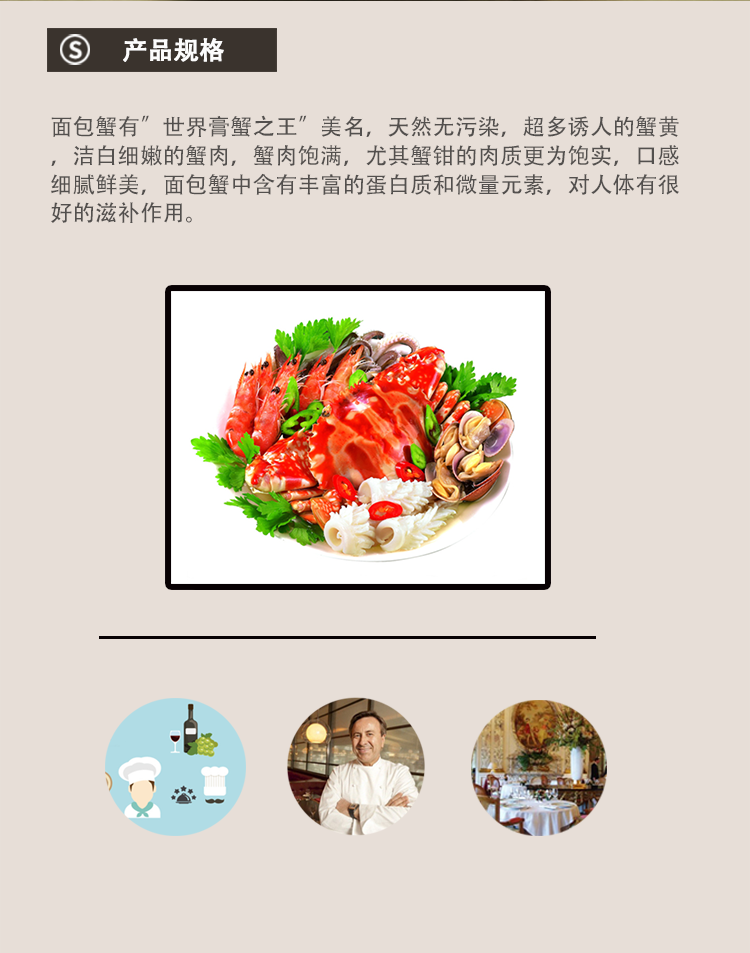 S 产品规格
面包蟹有”世界膏蟹之王”美名，天然无污染，超多诱人的蟹黄
，洁白细嫩的蟹肉，蟹肉饱满，尤其蟹钳的肉质更为饱实，口感
细腻鲜美，面包蟹中含有丰富的蛋白质和微量元素，对人体有很
好的滋补作用。